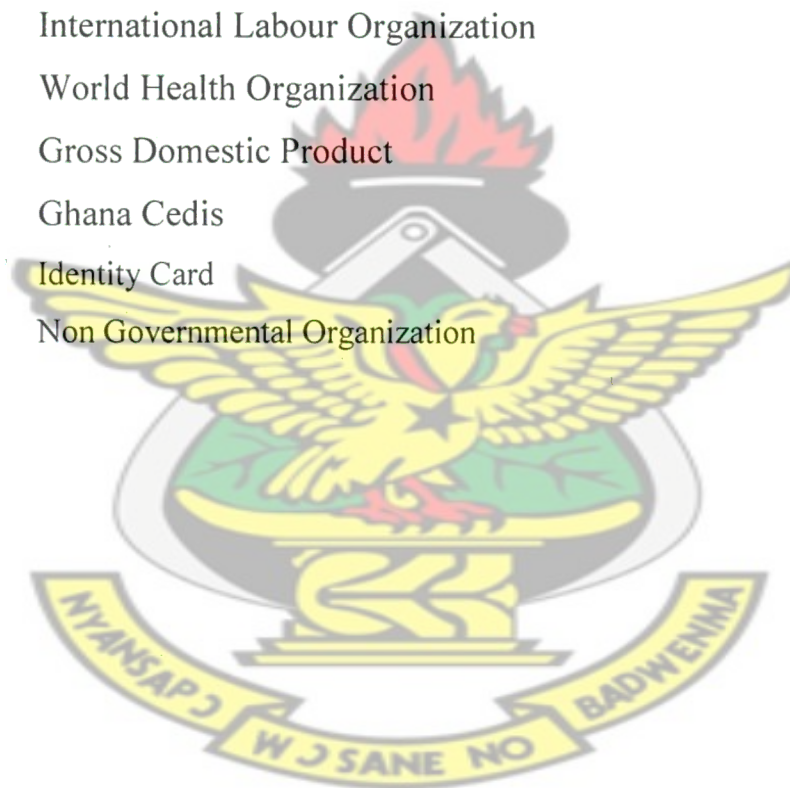 International Labour Organization
World Health Organization
Gross Domestic Product
Ghana Cedis
Identity Card
Non Governmental Organization
NYANSAPƆ
WƆSANE NO
BADWENMA